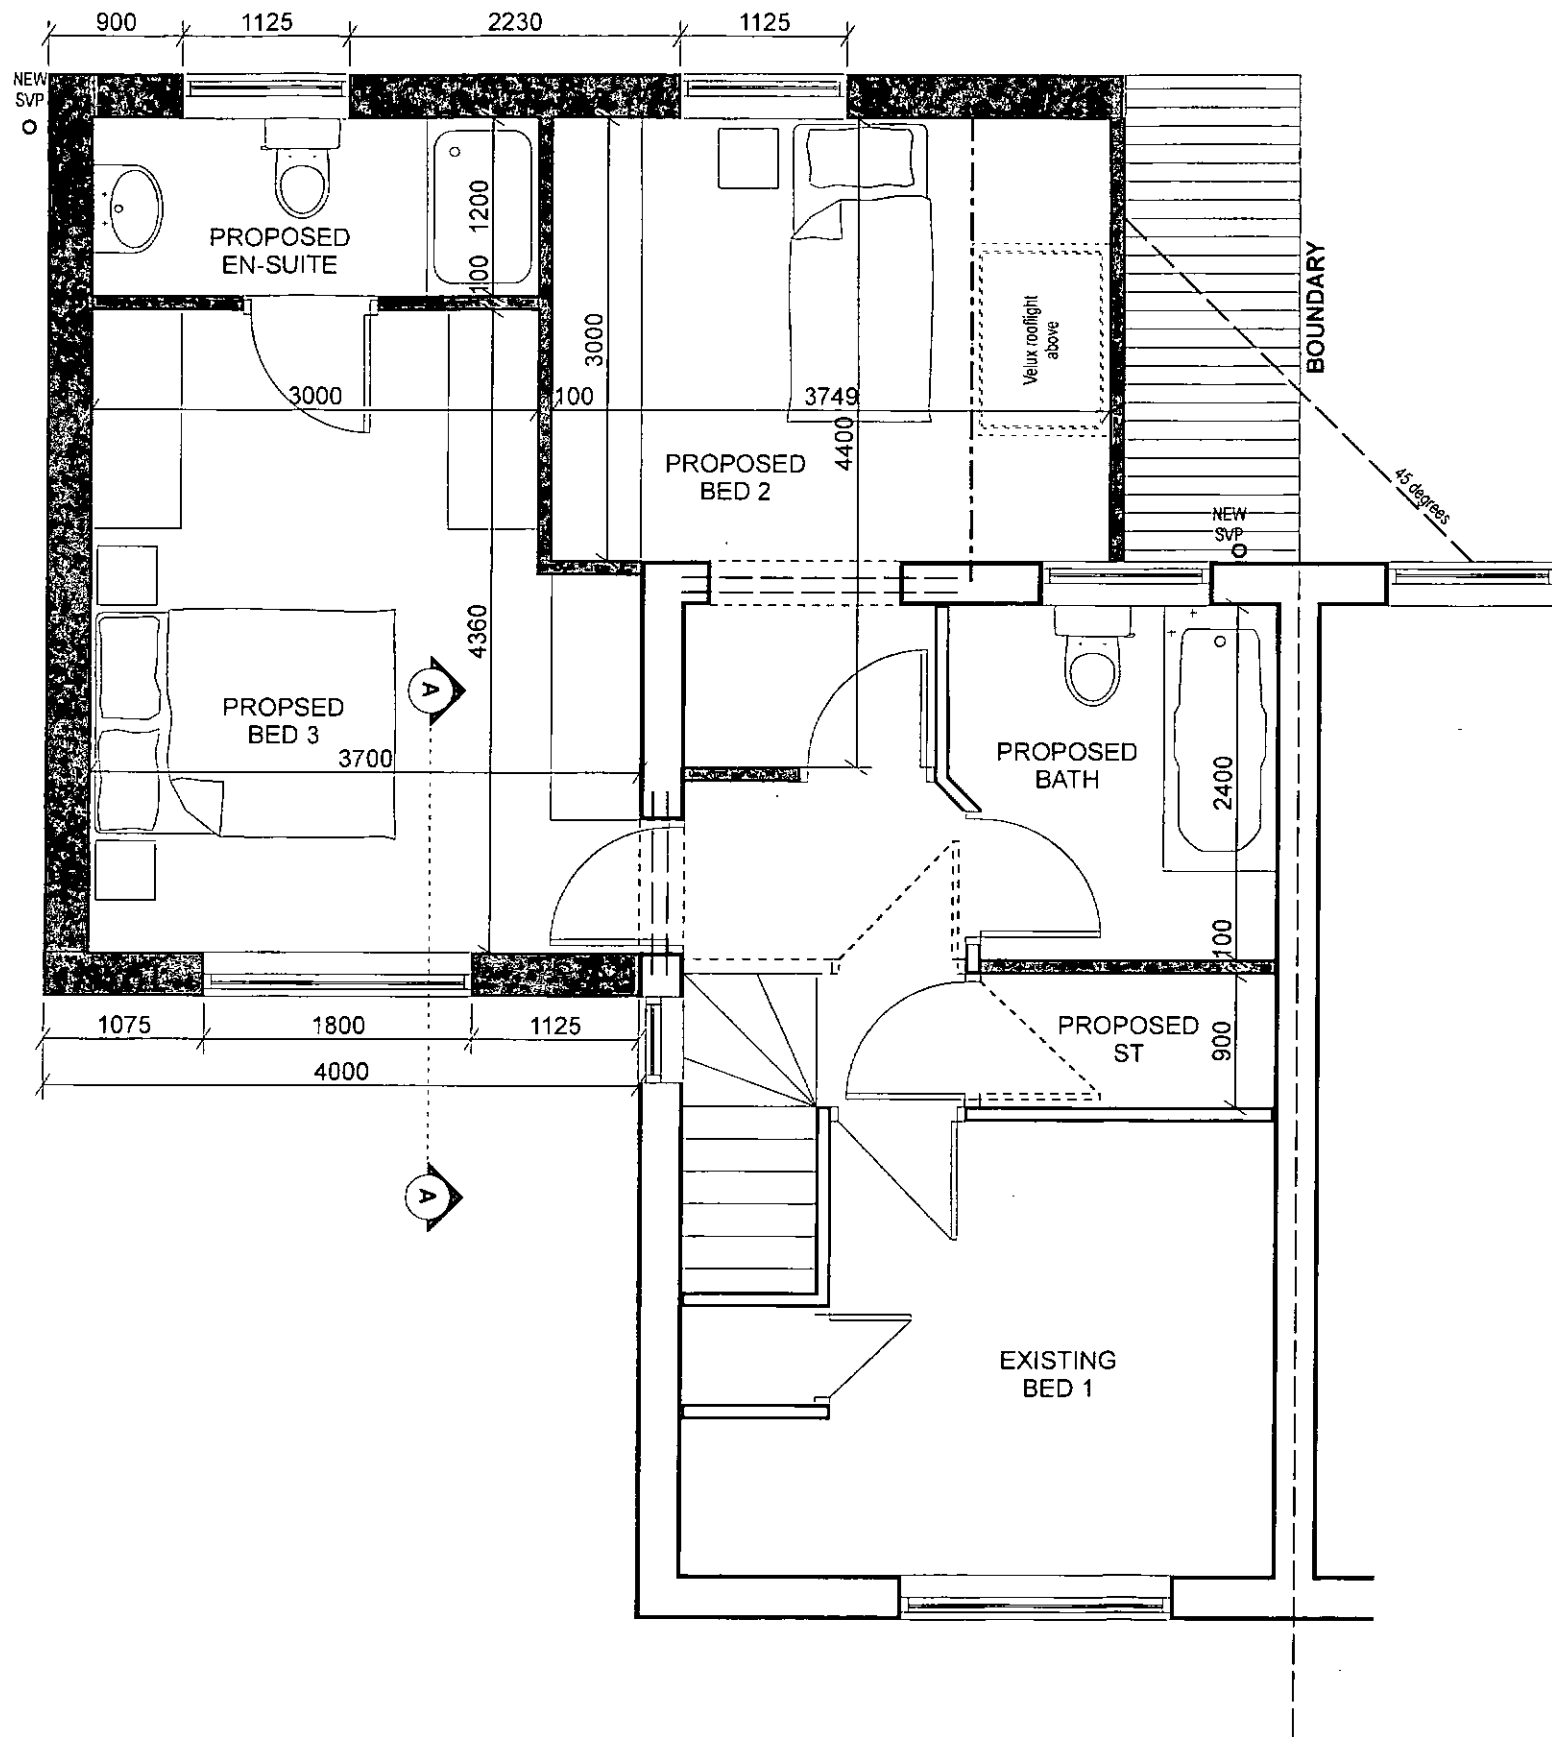 900
1125
2230
1125
NEW
SVP
PROPOSED
EN-SUITE
1200
100
3000
Velux rooflight
above
BOUNDARY
3000
100
3749
4400
PROPOSED
BED 2
45 degrees
NEW
SVP
4360
A
PROPSED
BED 3
3700
PROPOSED
BATH
2400
100
1075
1800
1125
4000
PROPOSED
ST
900
A
EXISTING
BED 1